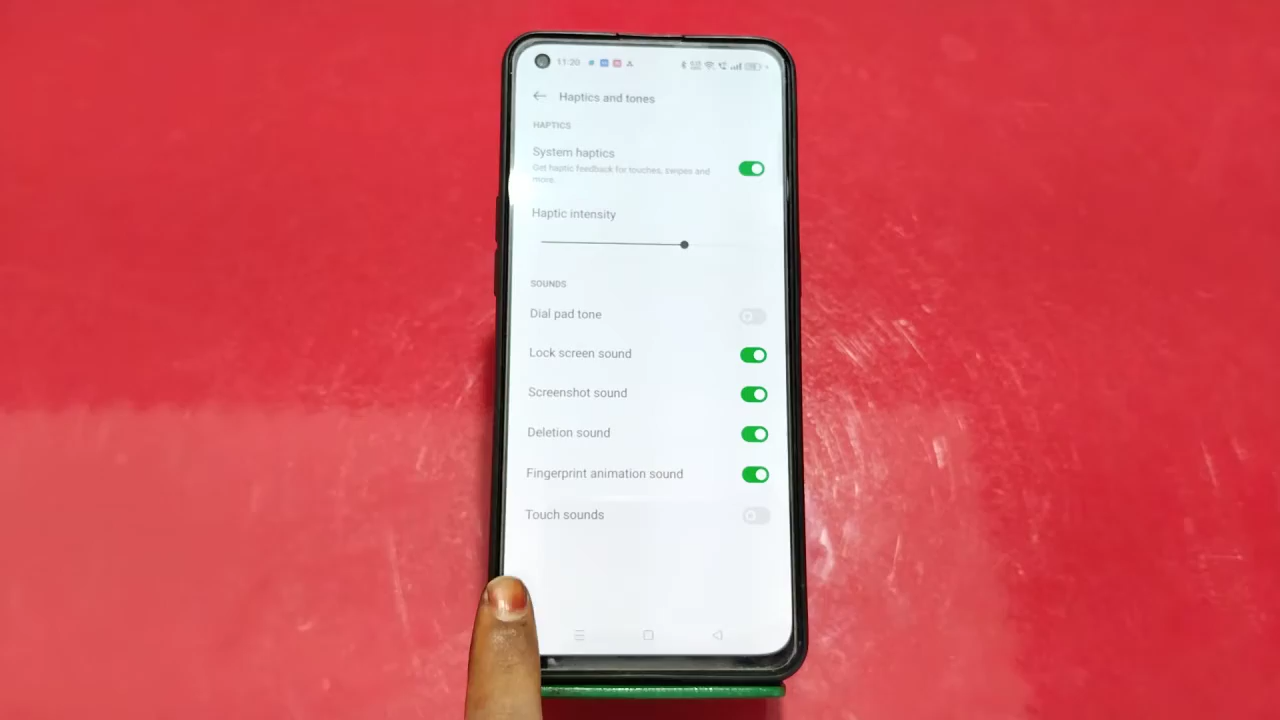 11:20
Haptics and tones
HAPTICS
System haptics
Get haptic feedback for touches, swipes and
more.
Haptic intensity
SOUNDS
Dial pad tone
Lock screen sound
Screenshot sound
Deletion sound
Fingerprint animation sound
Touch sounds